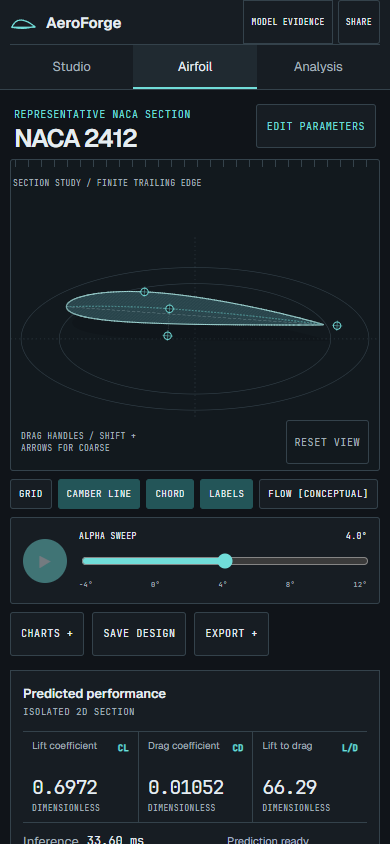 AeroForge
MODEL EVIDENCE
SHARE
Studio
Airfoil
Analysis
REPRESENTATIVE NACA SECTION
NACA 2412
EDIT PARAMETERS
SECTION STUDY / FINITE TRAILING EDGE
DRAG HANDLES / SHIFT +
ARROWS FOR COARSE
RESET VIEW
GRID
CAMBER LINE
CHORD
LABELS
FLOW [CONCEPTUAL]
ALPHA SWEEP
4.0°
-4° 0° 4° 8° 12°
CHARTS +
SAVE DESIGN
EXPORT +
Predicted performance
ISOLATED 2D SECTION
Lift coefficient CL
0.6972
DIMENSIONLESS
Drag coefficient CD
0.01052
DIMENSIONLESS
Lift to drag L/D
66.29
DIMENSIONLESS
Inference 33.60 ms
Prediction ready